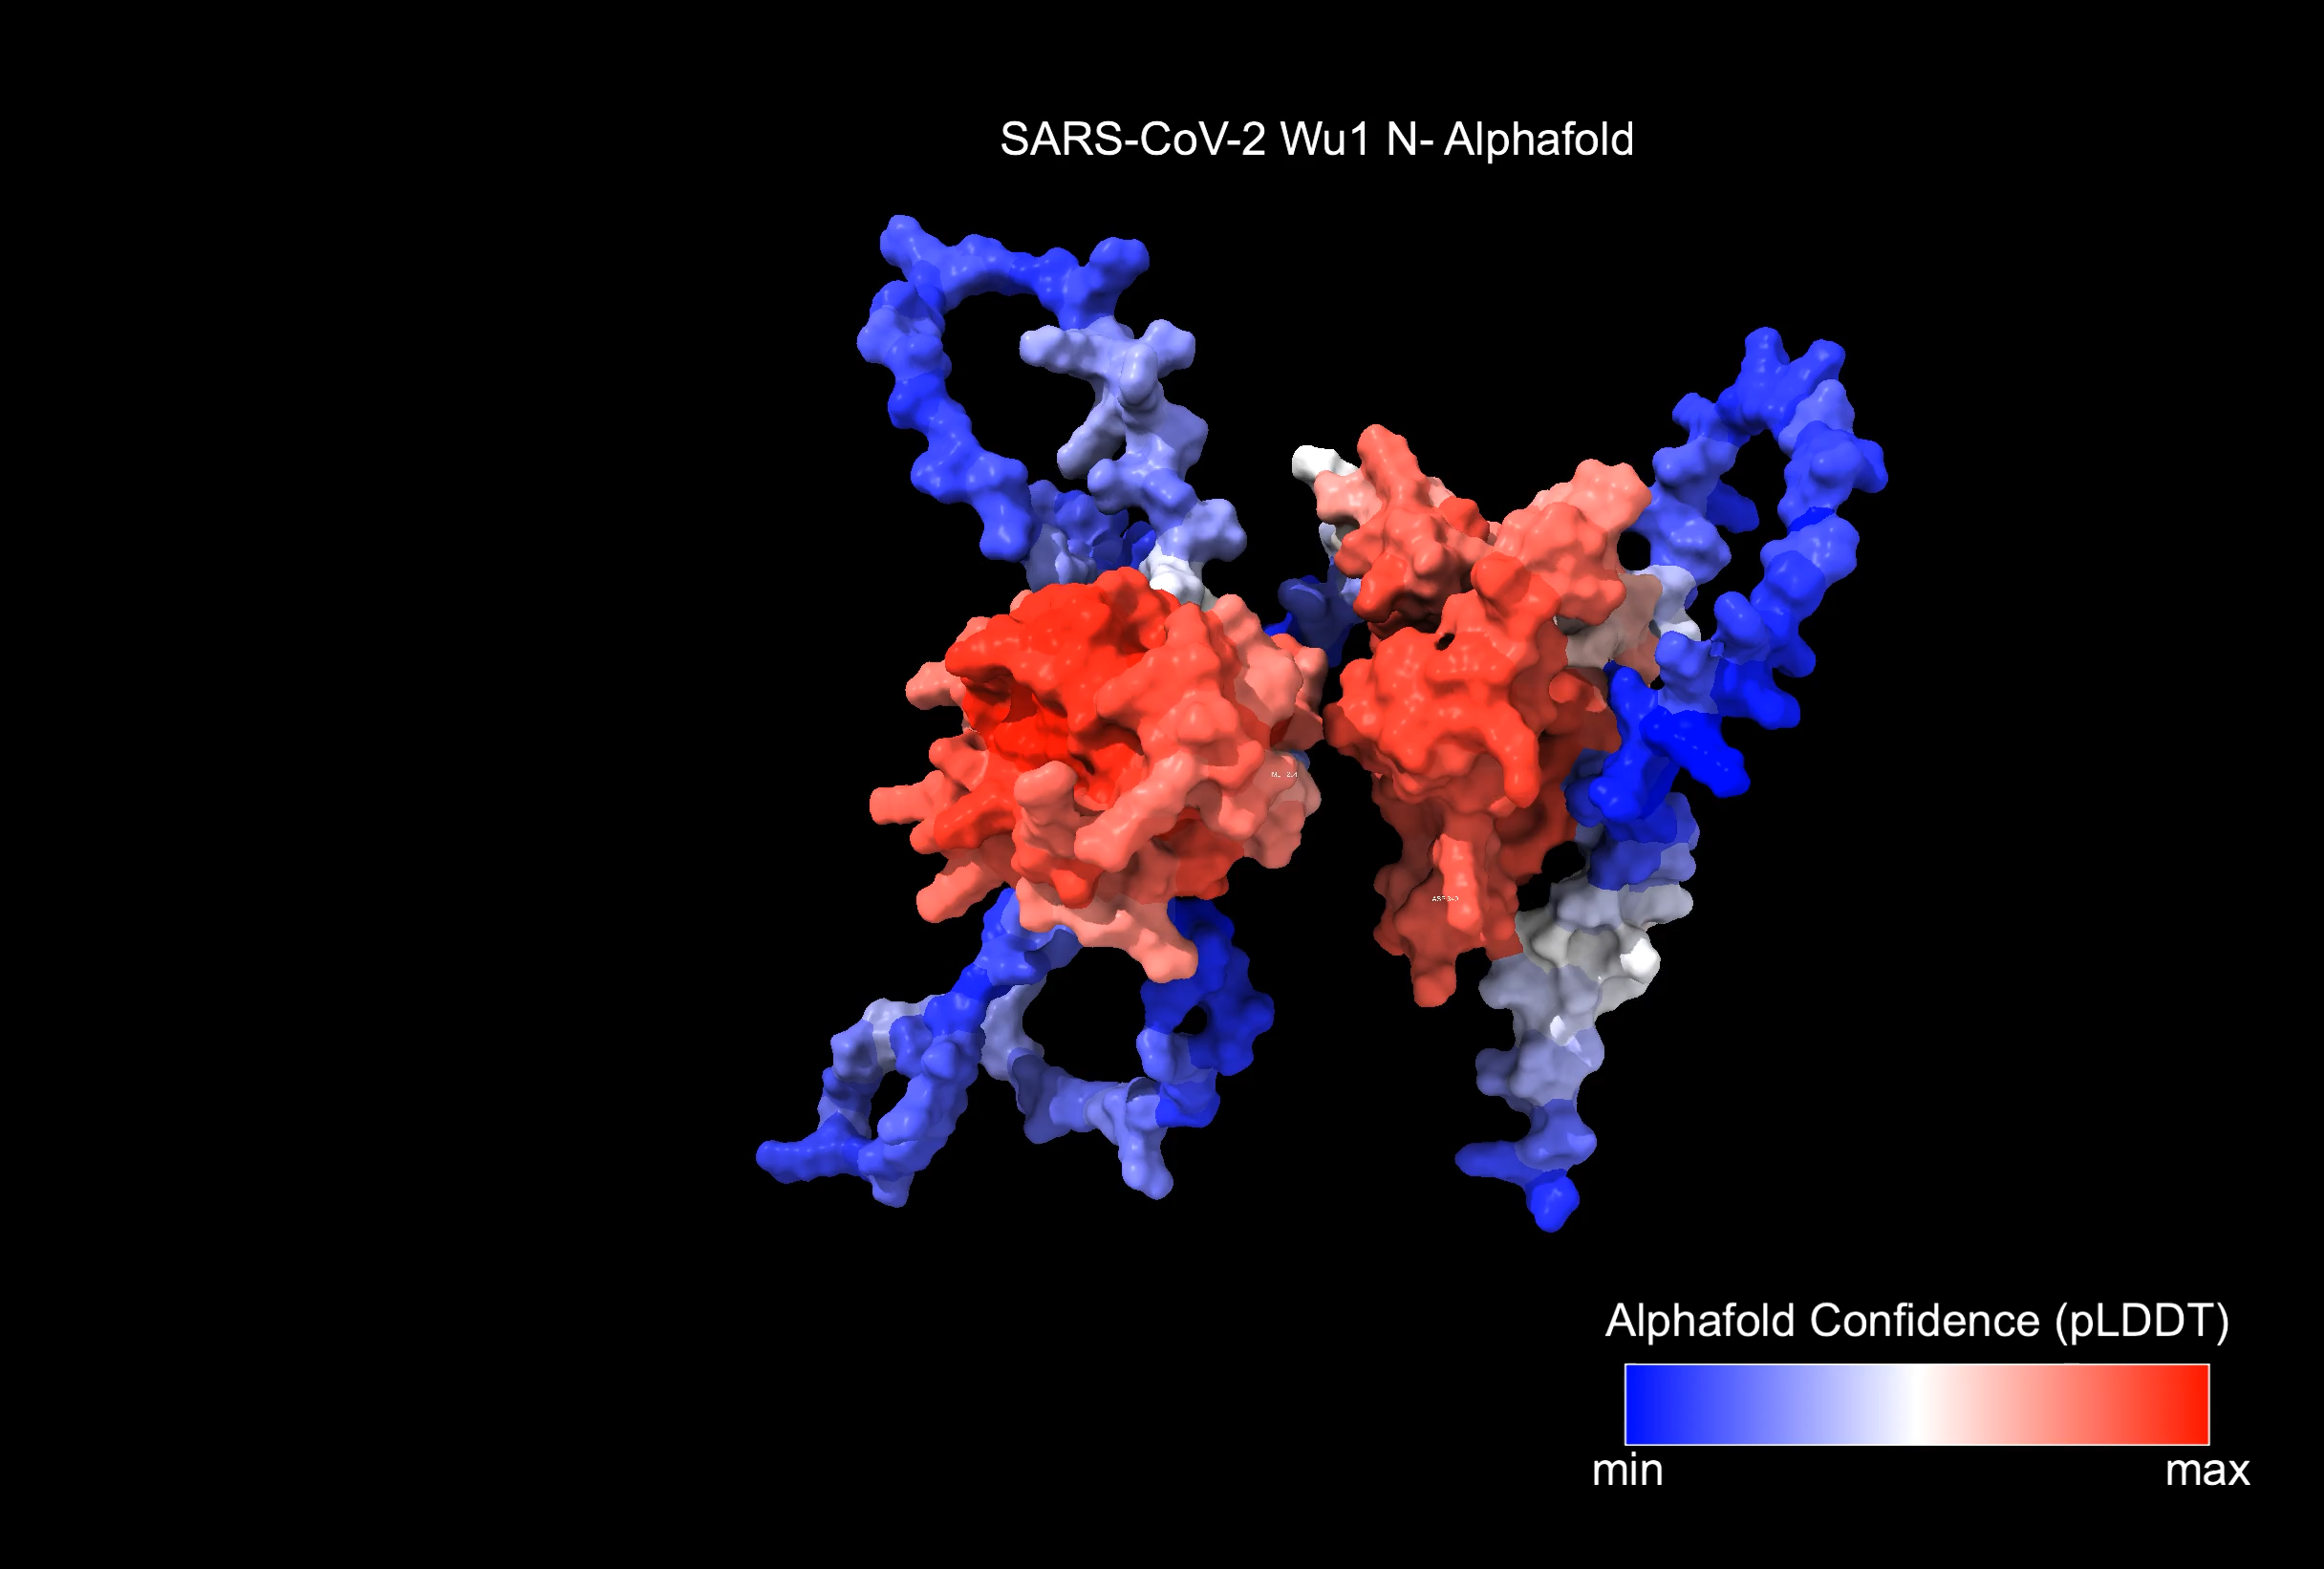 SARS-CoV-2 Wu1 N- Alphafold
Alphafold Confidence (pLDDT)
min
max